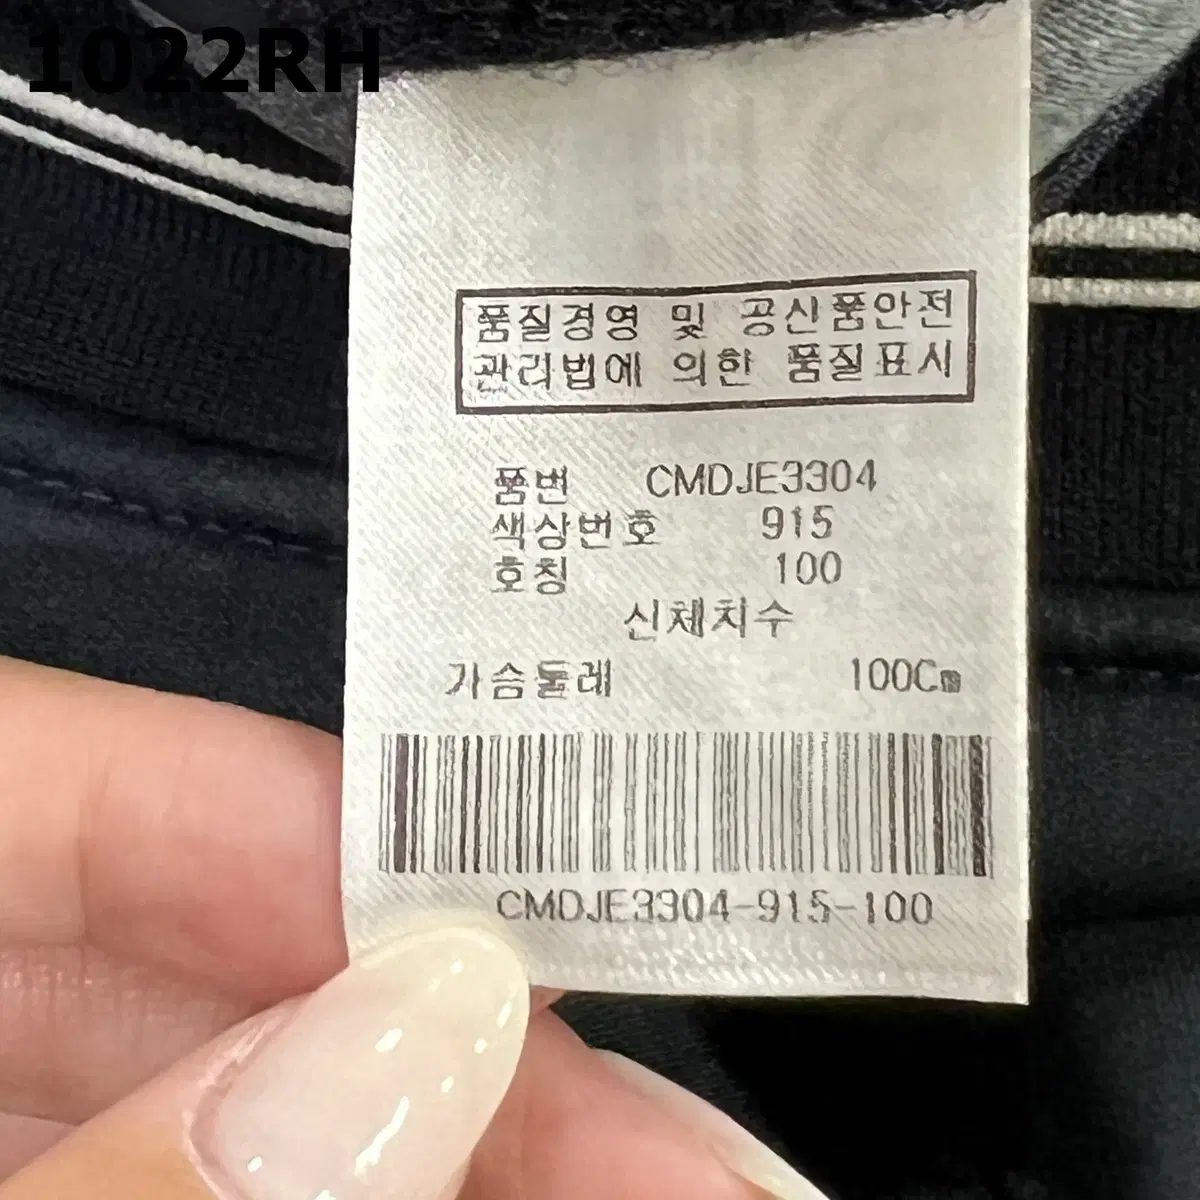 1022RH
품질경영 및 공산품안전
관리법에 의한 품질표시
품번 CMDJE3304
색상번호 915
호칭 100
신체치수
가슴둘레 100Cm
CMDJE3304-915-100